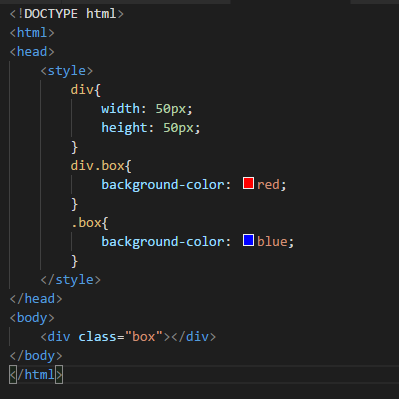 <!DOCTYPE html>
<html>
<head>
    <style>
        div{
            width: 50px;
            height: 50px;
        }
        div.box{
            background-color: red;
        }
        .box{
            background-color: blue;
        }
    </style>
</head>
<body>
    <div class="box"></div>
</body>
</html>